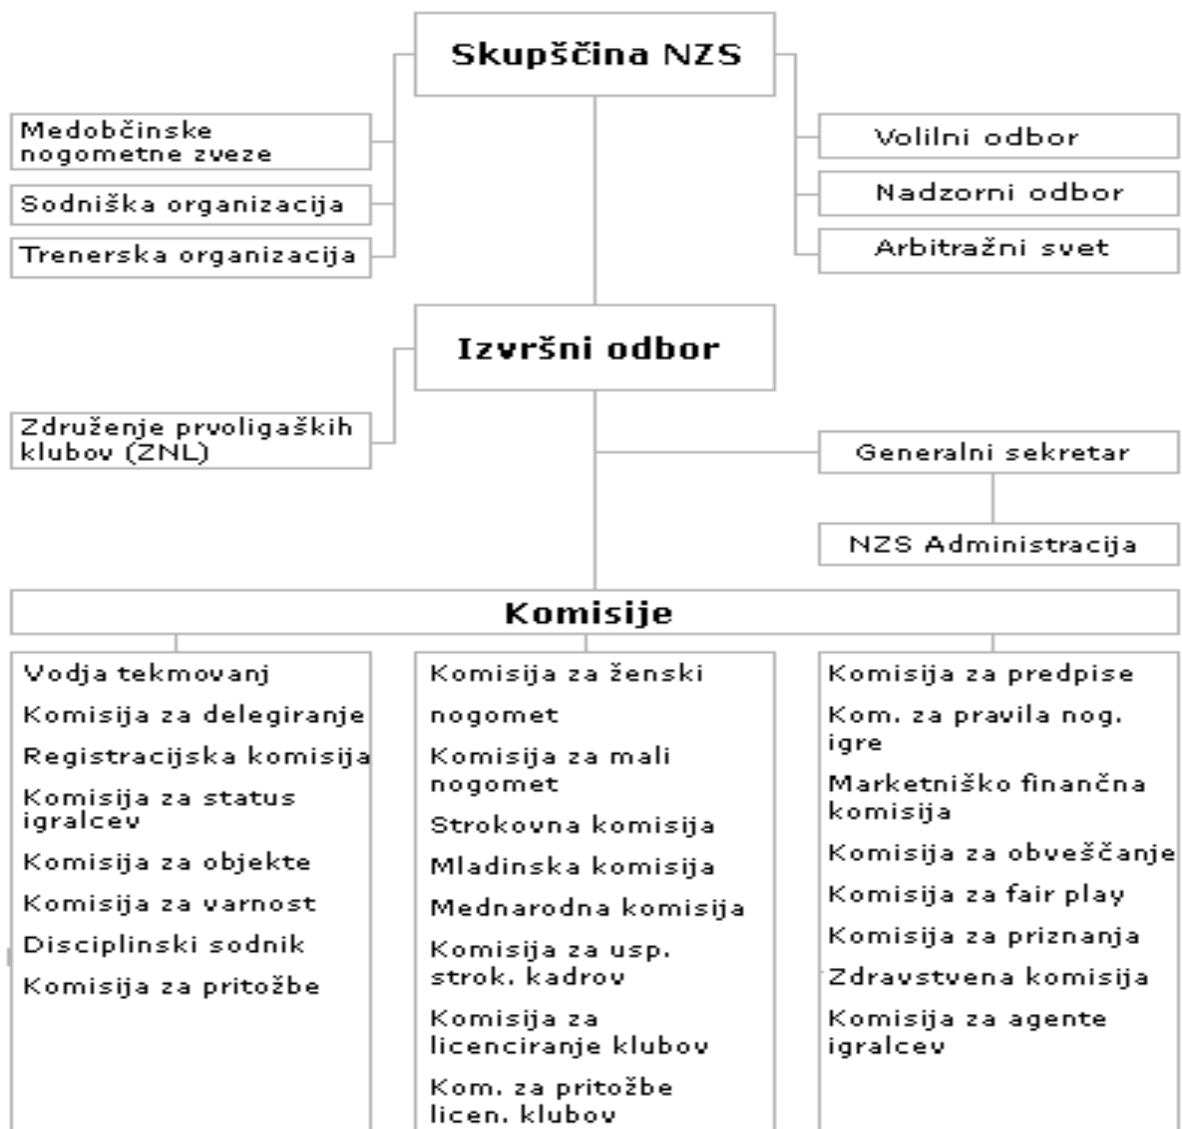 Skupščina NZS
Medobčinske
nogometne zveze
Sodniška organizacija
Trenerska organizacija
Volilni odbor
Nadzorni odbor
Arbitražni svet
Izvršni odbor
Združenje prvoligaških
klubov (ZNL)
Generalni sekretar
NZS Administracija
Komisije
Vodja tekmovanj
Komisija za delegiranje
Registracijska komisija
Komisija za status
igralcev
Komisija za objekte
Komisija za varnost
Disciplinski sodnik
Komisija za pritožbe
Komisija za ženski
nogomet
Komisija za mali
nogomet
Strokovna komisija
Mladinska komisija
Mednarodna komisija
Komisija za usp.
strok. kadrov
Komisija za
licenciranje klubov
Kom. za pritožbe
licen. klubov
Komisija za predpise
Kom. za pravila nog.
igre
Marketniško finančna
komisija
Komisija za obveščanje
Komisija za fair play
Komisija za priznanja
Zdravstvena komisija
Komisija za agente
igralcev